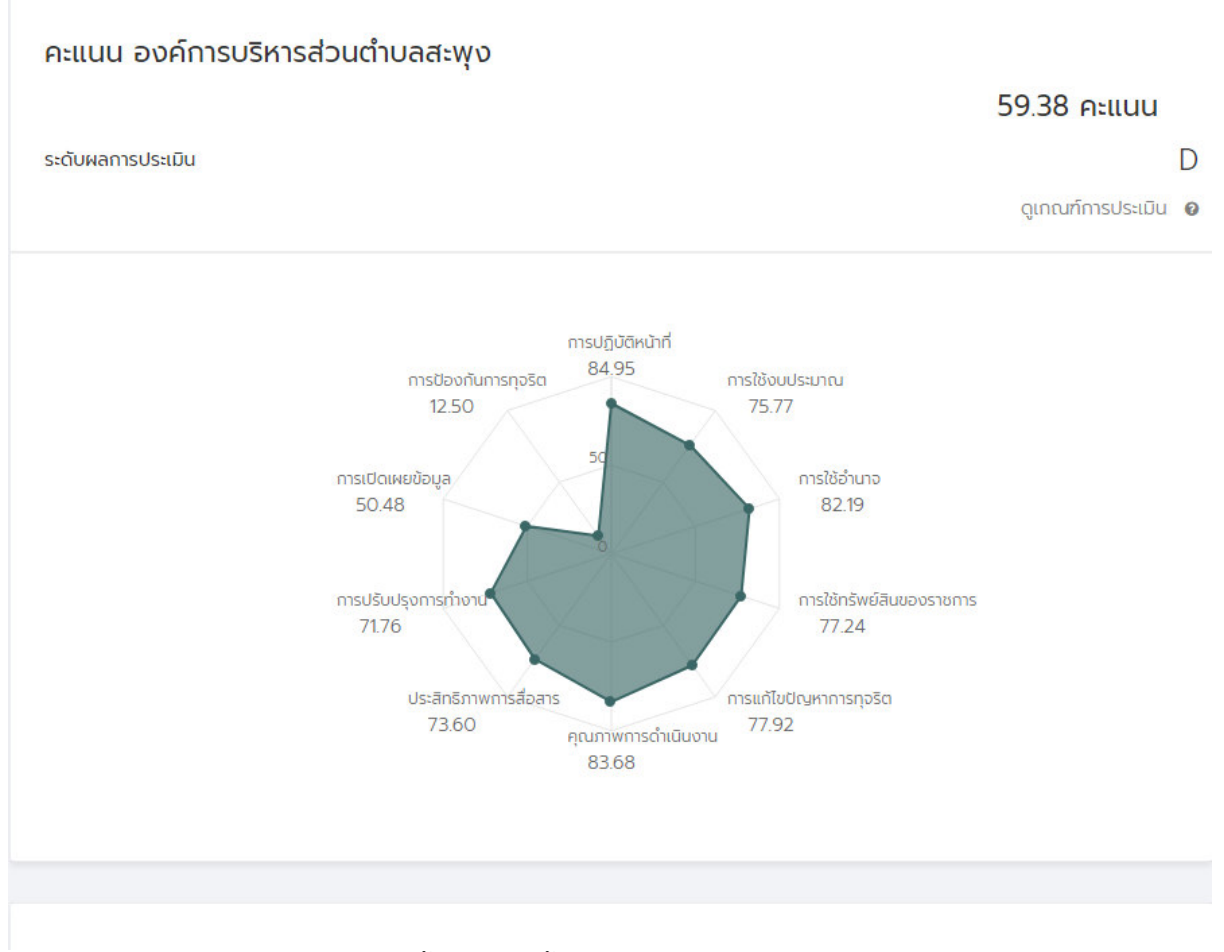 คะแนน องค์การบริหารส่วนตำบลสะพุง
59.38 คะแนน
ระดับผลการประเมิน
D
ดูเกณฑ์การประเมิน
การปฏิบัติหน้าที่
84.95
การใช้งบประมาณ
75.77
การใช้อำนาจ
82.19
การใช้ทรัพย์สินของราชการ
77.24
การแก้ไขปัญหาการทุจริต
77.92
คุณภาพการดำเนินงาน
83.68
ประสิทธิภาพการสื่อสาร
73.60
การปรับปรุงการทำงาน
71.76
การเปิดเผยข้อมูล
50.48
การป้องกันการทุจริต
12.50
50
0